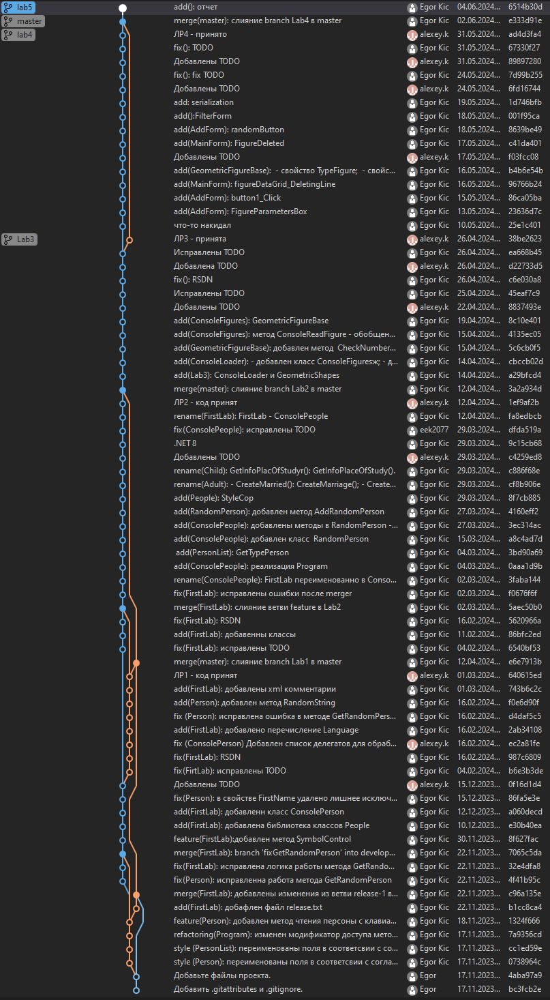 lab5 add(): отчет Egor Kic 04.06.2024... 6514b30d
master merge(master): слияние branch Lab4 в master Egor Kic 02.06.2024... e333d91e
lab4 ЛР4 - принято alexey.k 31.05.2024... ad4d3fa4
fix(): TODO Egor Kic 31.05.2024... 67330f27
Добавлены TODO alexey.k 31.05.2024... 89897280
fix(): fix TODO Egor Kic 24.05.2024... 7d99b255
Добавлены TODO alexey.k 24.05.2024... 6fd16744
add: serialization Egor Kic 19.05.2024... 1d746bfb
add():FilterForm Egor Kic 18.05.2024... 001f95ca
add(AddForm): randomButton Egor Kic 18.05.2024... 8639be49
add(MainForm): FigureDeleted Egor Kic 17.05.2024... c41da401
Добавлены TODO alexey.k 17.05.2024... f03fcc08
add(GeometricFigureBase):  - свойство TypeFigure;  - свойс... Egor Kic 16.05.2024... b4b6e54b
add(MainForm): figureDataGrid_DeletingLine Egor Kic 16.05.2024... 96766b24
add(AddForm): button1_Click Egor Kic 15.05.2024... 86ca05ba
add(AddForm): FigureParametersBox Egor Kic 13.05.2024... 23636d7c
что-то накидал Egor Kic 10.05.2024... 25e1c401
Lab3 ЛР3 - принята alexey.k 26.04.2024... 38be2623
Исправлены TODO Egor Kic 26.04.2024... ea668b45
Добавлена TODO alexey.k 26.04.2024... d22733d5
fix(): RSDN Egor Kic 26.04.2024... c6e030a8
Исправлены TODO Egor Kic 25.04.2024... 45eaf7c9
Добавлены TODO alexey.k 22.04.2024... 8837493e
add(ConsoleFigures): GeometricFigureBase Egor Kic 19.04.2024... 8c10e401
add(ConsoleFigures): метод ConsoleReadFigure - обобщен... Egor Kic 15.04.2024... 4135ec05
add(GeometricFigureBase): добавлен метод  CheckNumber... Egor Kic 15.04.2024... 5c6cb0f5
add(ConsoleLoader): - добавлен класс ConsoleFiguresж; - д... Egor Kic 14.04.2024... cbccb02d
add(Lab3): ConsoleLoader и GeometricShapes Egor Kic 14.04.2024... a29bfcd4
merge(master): слияние branch Lab2 в master Egor Kic 12.04.2024... 3a2a934d
ЛР2 - код принят alexey.k 12.04.2024... 1ef9af2b
rename(FirstLab): FirstLab - ConsolePeople Egor Kic 12.04.2024... fa8edbcb
fix(ConsolePeople): исправлены TODO eek2077 29.03.2024... dfda519a
.NET 8 Egor Kic 29.03.2024... 9c15cb68
Добавлены TODO alexey.k 29.03.2024... c4259ed8
rename(Child): GetInfoPlacOfStudyr(): GetInfoPlaceOfStudy(). Egor Kic 29.03.2024... c886f68e
rename(Adult): - CreateMarried(): CreateMarriage(); - Create... Egor Kic 29.03.2024... cf8b906e
add(People): StyleCop Egor Kic 29.03.2024... 8f7cb885
add(RandomPerson): добавлен метод AddRandomPerson Egor Kic 27.03.2024... 4160eff2
add(ConsolePeople): добавлены методы в RandomPerson -... Egor Kic 27.03.2024... 3ec314ac
add(ConsolePeople): добавлен класс  RandomPerson Egor Kic 15.03.2024... a8c4ad7d
add(PersonList): GetTypePerson Egor Kic 04.03.2024... 3bd90a69
add(ConsolePeople): реализация Program Egor Kic 04.03.2024... 0aaa1d9b
rename(ConsolePeople): FirstLab переименованно в Conso... Egor Kic 02.03.2024... 3faba144
fix(FirstLab): исправлены ошибки после merger Egor Kic 02.03.2024... f0676f6f
merge(FirstLab): слияние ветви feature в Lab2 Egor Kic 02.03.2024... 5aec50b0
fix(FirstLab): RSDN Egor Kic 16.02.2024... 5620966a
add(FirstLab): добавенны классы Egor Kic 11.02.2024... 86bfc2ed
fix(FirstLab): исправлены TODO Egor Kic 04.02.2024... 6540bf53
merge(master): слияние branch Lab1 в master Egor Kic 12.04.2024... e6e7913b
ЛР1 - код принят alexey.k 01.03.2024... 640615ed
add(FirstLab): добавлены xml комментарии Egor Kic 01.03.2024... 743b6c2c
add(Person): добавлен метод RandomString Egor Kic 16.02.2024... f0e6d90f
fix (Person): исправлена ошибка в методе GetRandomPers... Egor Kic 16.02.2024... d4daf5c5
add(FirstLab): добавлено перечисление Language Egor Kic 16.02.2024... 2ab34108
fix (ConsolePerson) Добавлен список делегатов для обраб... alexey.k 16.02.2024... ec2a81fe
fix(FirstLab): RSDN Egor Kic 16.02.2024... 987c6809
fix(FirtLab): исправлены TODO Egor Kic 04.02.2024... b6e3b3de
Добавлены TODO alexey.k 15.12.2023... 0f16d1d4
fix(Person): в свойстве FirstName удалено лишнее исключ... Egor Kic 15.12.2023... 86fa5e3e
add(FirstLab): добавленн класс ConsolePerson Egor Kic 12.12.2023... a060decd
add(FirstLab): добавлена библиотека классов People Egor Kic 10.12.2023... e30b40ea
feature(FirstLab):добавлен метод SymbolControl Egor Kic 30.11.2023... 8f627fac
merge(FirstLab): branch 'fixGetRandomPerson' into develop... Egor Kic 22.11.2023... 7065c5da
fix(FirstLab): исправлена логика работы метода GetRando... Egor Kic 22.11.2023... 32e4dfa8
fix(Person): исправленна работа метода GetRandomPerson Egor Kic 22.11.2023... 4f41b95c
merge(FirstLab): добавлены изменения из ветви release-1 в... Egor Kic 22.11.2023... c96a135e
add(FirstLab): добафлен файл release.txt Egor Kic 22.11.2023... b1cc8ca4
feature(Person): добавлен метод чтения персоны с клавиа... Egor Kic 18.11.2023... 1324f666
refactoring(Program): изменен модификатор доступа мето... Egor Kic 17.11.2023... 7a9356cd
style (PersonList): переименованы поля в соответсвии с со... Egor Kic 17.11.2023... cc1ed59e
style (Person): переименованы поля в соответсвии с согла... Egor Kic 17.11.2023... 0738964c
Добавьте файлы проекта. Egor 17.11.2023... 4aba97a9
Добавить .gitattributes и .gitignore. Egor 17.11.2023... bc3fcb2e